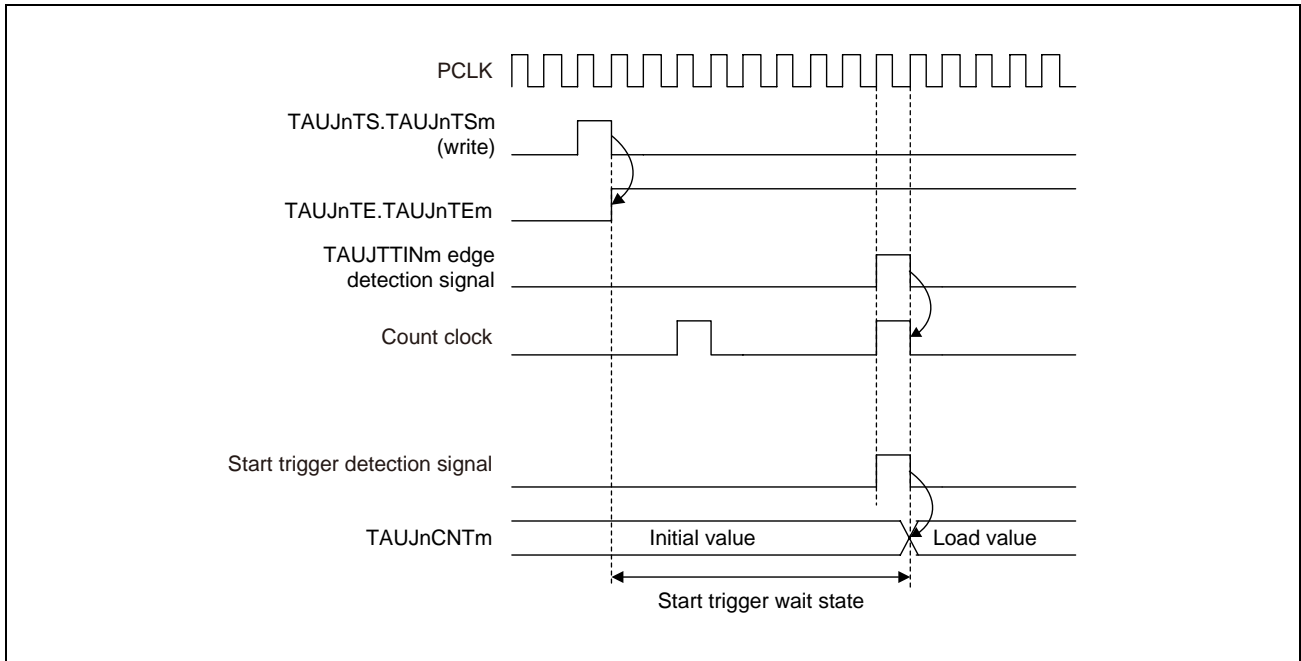 PCLK
TAUJnTS.TAUJnTSm
(write)
TAUJnTE.TAUJnTEm
TAUJTTINm edge
detection signal
Count clock
Start trigger detection signal
TAUJnCNTm
Initial value
Load value
Start trigger wait state